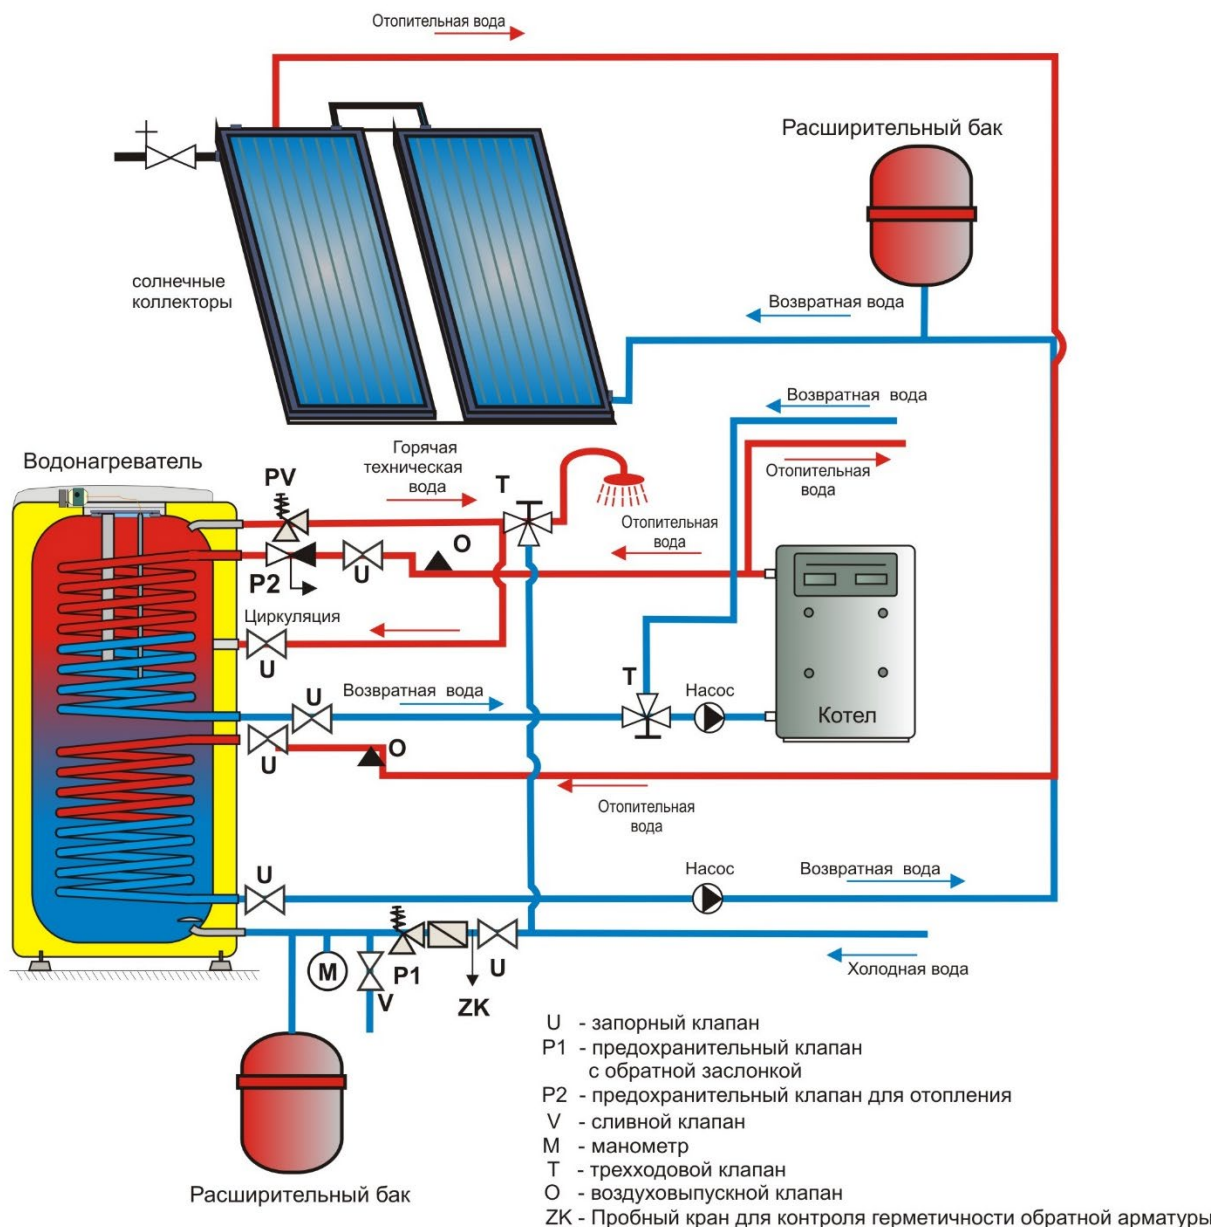 Отопительная вода
Расширительный бак
солнечные
коллекторы
Возвратная вода
Возвратная вода
Водонагреватель
Горячая
техническая
вода
Отопительная
вода
PV
T
Отопительная
вода
O
P2
U
Циркуляция
U
Возвратная вода
U
T
Насос
Котел
U
O
Отопительная
вода
U
Насос
Возвратная вода
M
V
P1
ZK
U
Холодная вода
Расширительный бак
U - запорный клапан
P1 - предохранительный клапан
с обратной заслонкой
P2 - предохранительный клапан для отопления
V - сливной клапан
M - манометр
T - трехходовой клапан
O - воздуховыпускной клапан
ZK - Пробный кран для контроля герметичности обратной арматуры